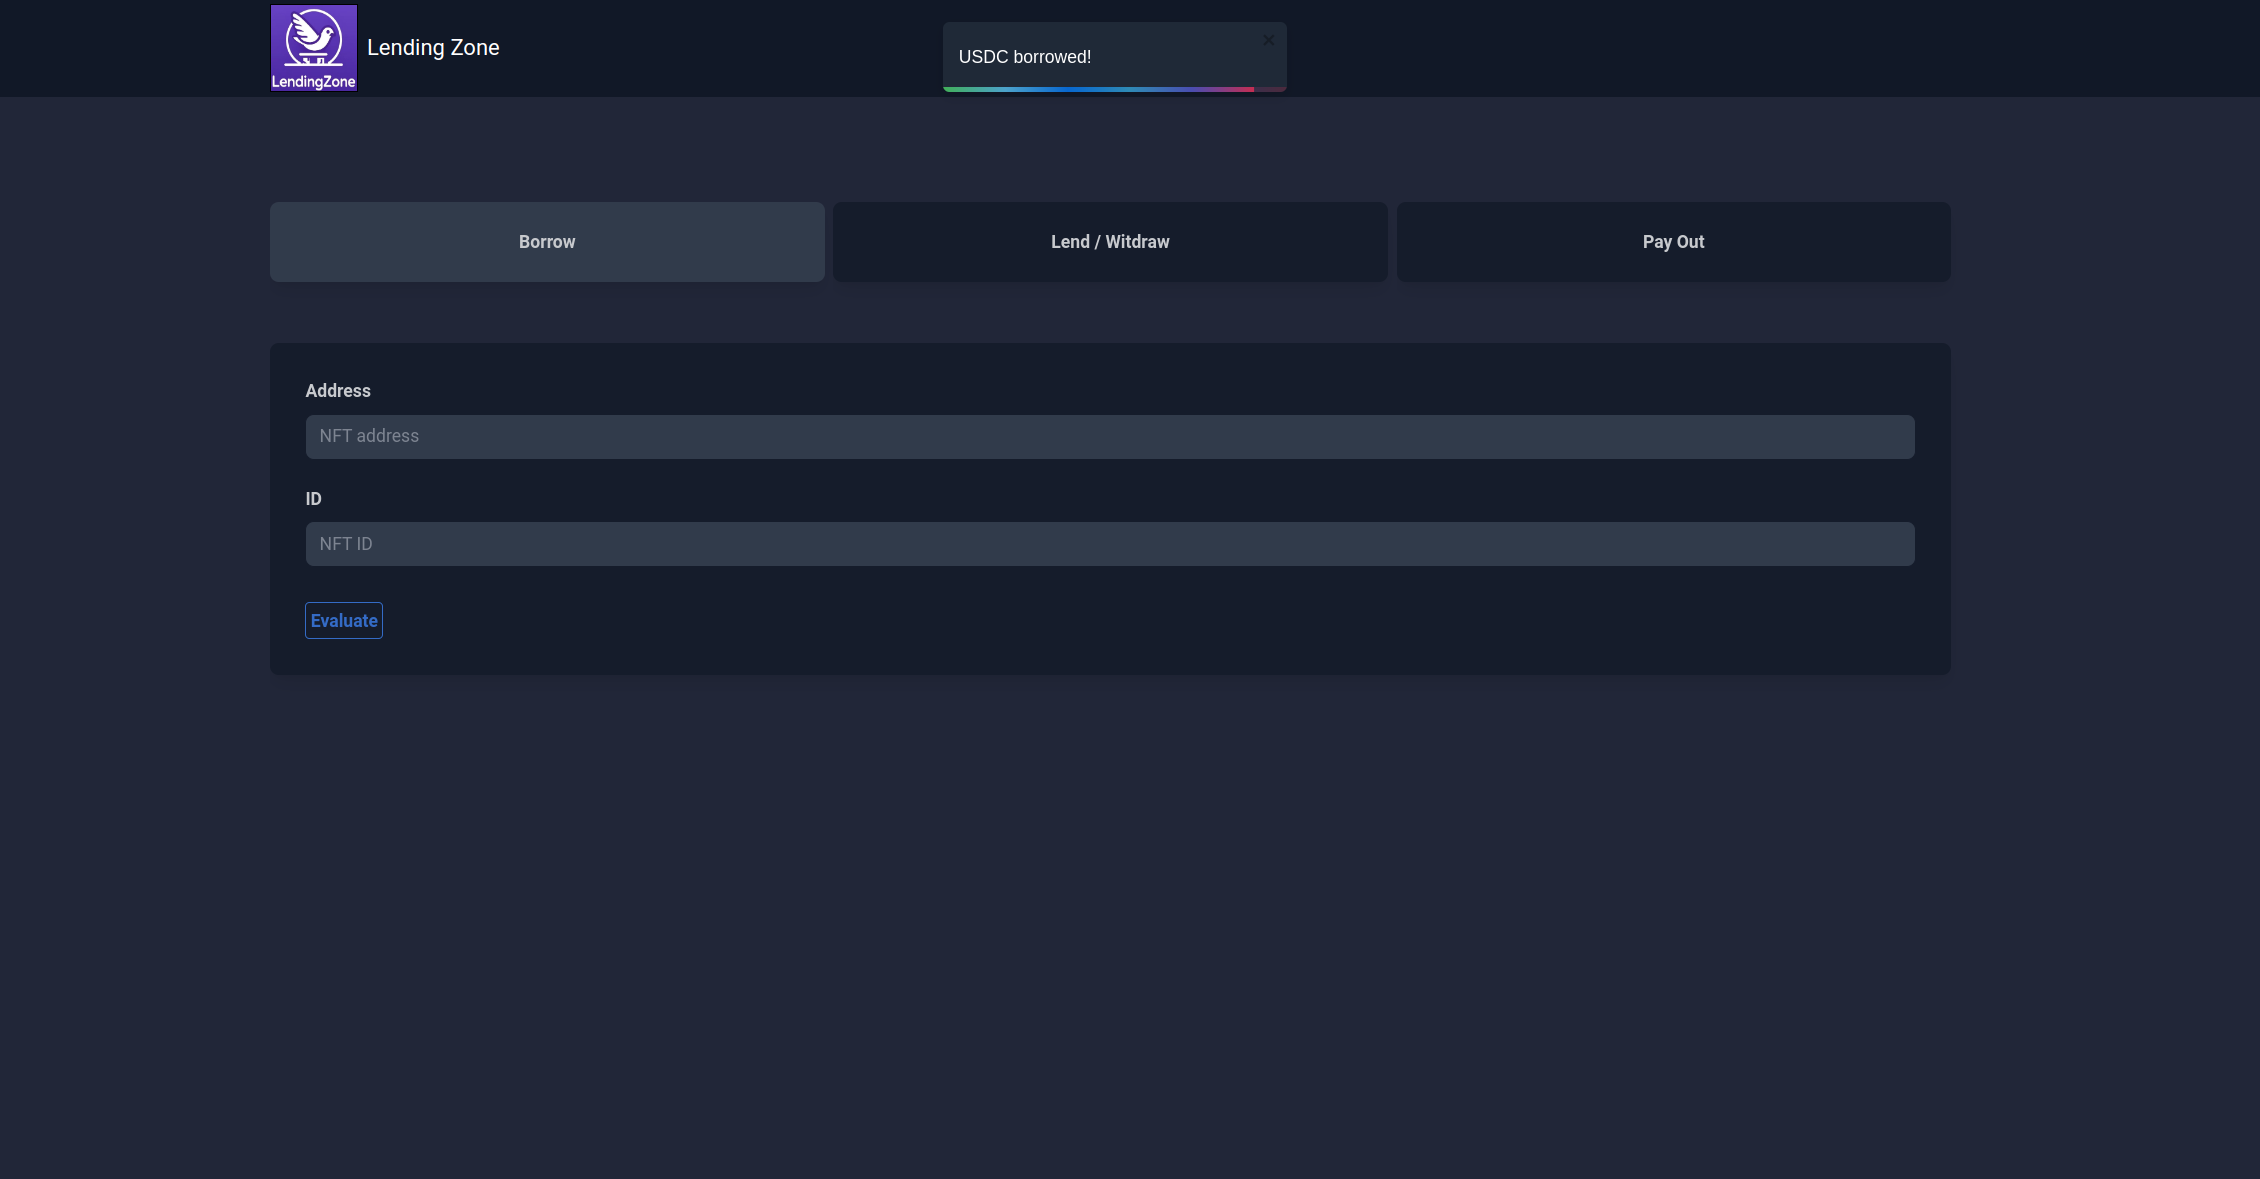 LendingZone
Lending Zone
USDC borrowed!
Borrow
Lend / Witdraw
Pay Out
Address
NFT address
ID
NFT ID
Evaluate